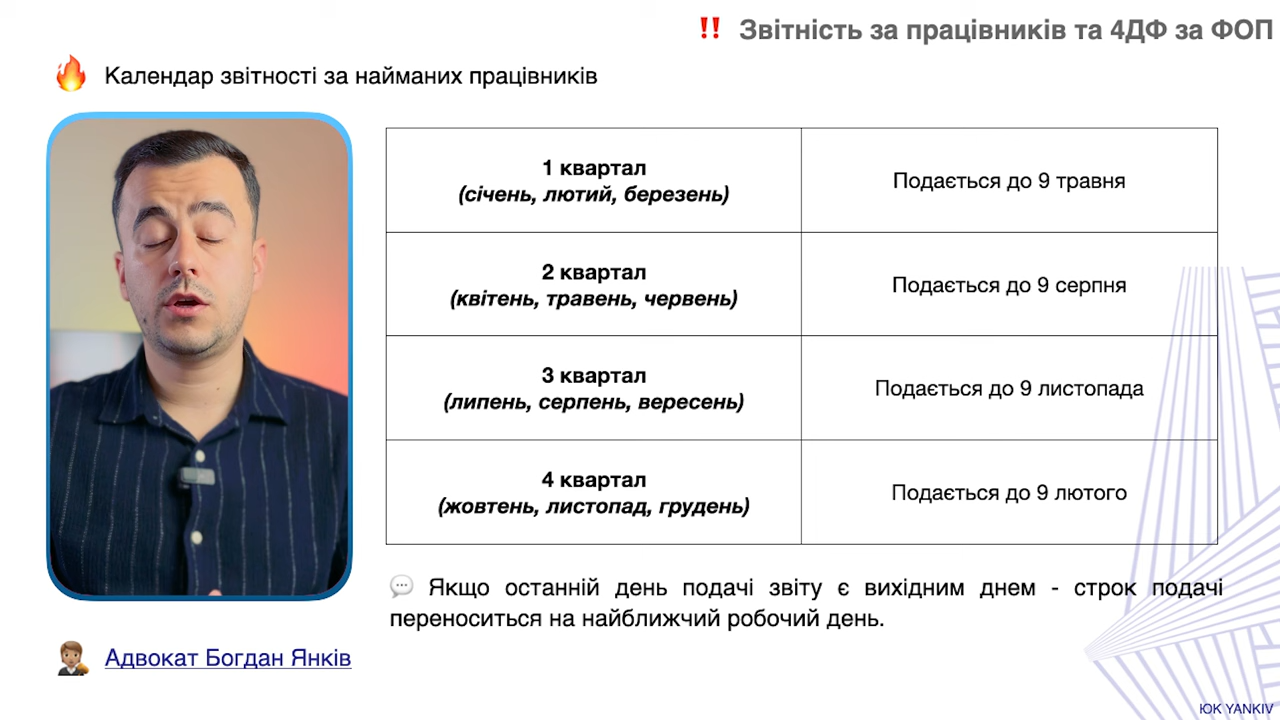 ‼️ Звітність за працівників та 4ДФ за ФОП
🔥 Календар звітності за найманих працівників
1 квартал
(січень, лютий, березень)
Подається до 9 травня
2 квартал
(квітень, травень, червень)
Подається до 9 серпня
3 квартал
(липень, серпень, вересень)
Подається до 9 листопада
4 квартал
(жовтень, листопад, грудень)
Подається до 9 лютого
💬 Якщо останній день подачі звіту є вихідним днем - строк подачі
переноситься на найближчий робочий день.
Адвокат Богдан Янків
ЮК YANKIV